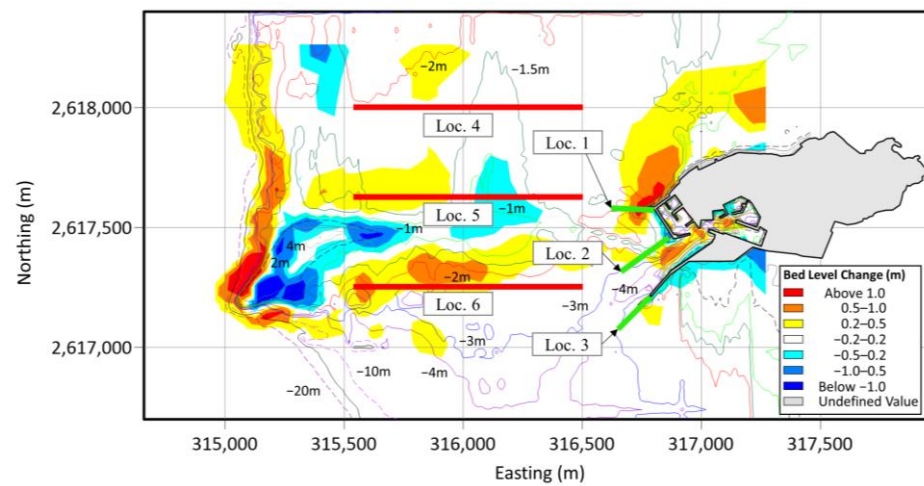 −2m
−1.5m
2,618,000
Loc. 4
Loc. 1
Loc. 5
−1m
2,617,500
−1m
4m
2m
Loc. 2
−2m
−4m
−3m
Loc. 6
Northing (m)
Bed Level Change (m)
Above 1.0
0.5–1.0
0.2–0.5
−0.2–0.2
−0.5–0.2
−1.0–0.5
Below −1.0
Undefined Value
2,617,000
−3m
Loc. 3
−10m
−4m
−20m
315,000
315,500
316,000
316,500
317,000
317,500
Easting (m)